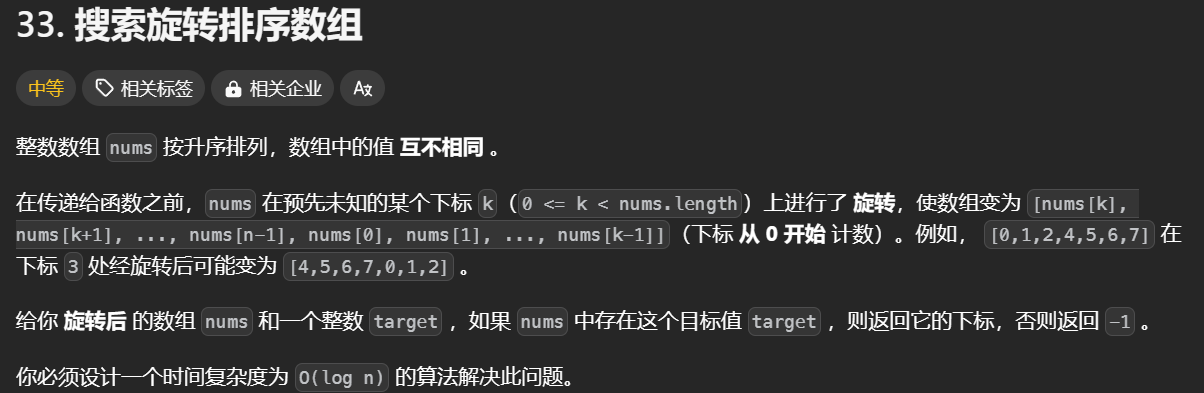 33. 搜索旋转排序数组
中等 相关标签 相关企业 A文
整数数组 nums 按升序排列，数组中的值 互不相同 。
在传递给函数之前，nums 在预先未知的某个下标 k（0 <= k < nums.length）上进行了 旋转，使数组变为 [nums[k],
nums[k+1], ..., nums[n-1], nums[0], nums[1], ..., nums[k-1]]（下标 从 0 开始 计数）。例如， [0,1,2,4,5,6,7] 在
下标 3 处经旋转后可能变为 [4,5,6,7,0,1,2] 。
给你 旋转后 的数组 nums 和一个整数 target ，如果 nums 中存在这个目标值 target ，则返回它的下标，否则返回 -1 。
你必须设计一个时间复杂度为 O(log n) 的算法解决此问题。